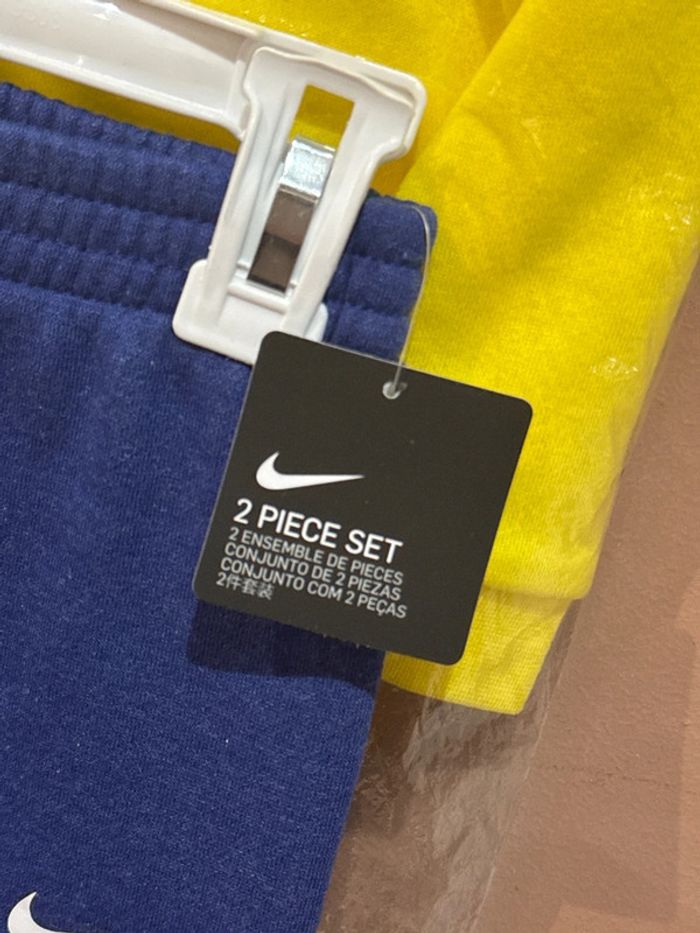 2 PIECE SET
2 ENSEMBLE DE PIECES
CONJUNTO DE 2 PIEZAS
CONJUNTO COM 2 PEÇAS
2件套装